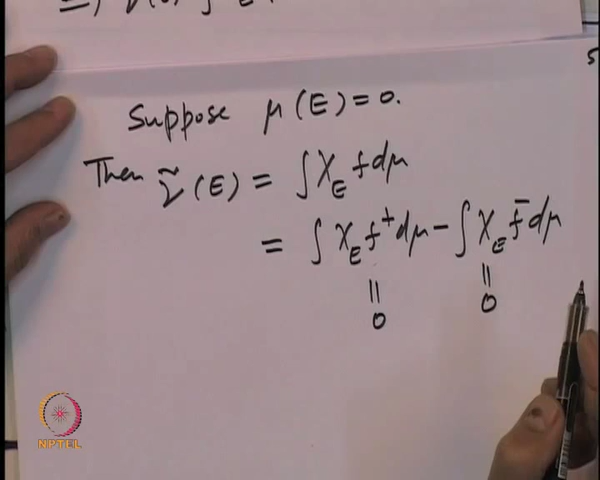 Suppose μ(E)=0.
Then ν̃(E) = ∫χ_E f dμ
= ∫ χ_E f⁺ dμ − ∫ χ_E f⁻ dμ
|| ||
0 0
NPTEL